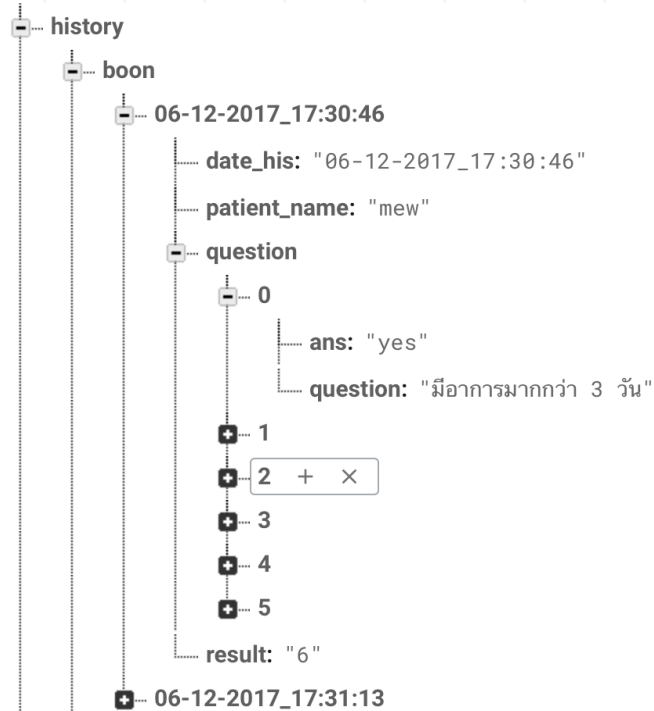 history
boon
06-12-2017_17:30:46
date_his: "06-12-2017_17:30:46"
patient_name: "mew"
question
0
ans: "yes"
question: "มีอาการมากกว่า 3 วัน"
1
2 + ×
3
4
5
result: "6"
06-12-2017_17:31:13